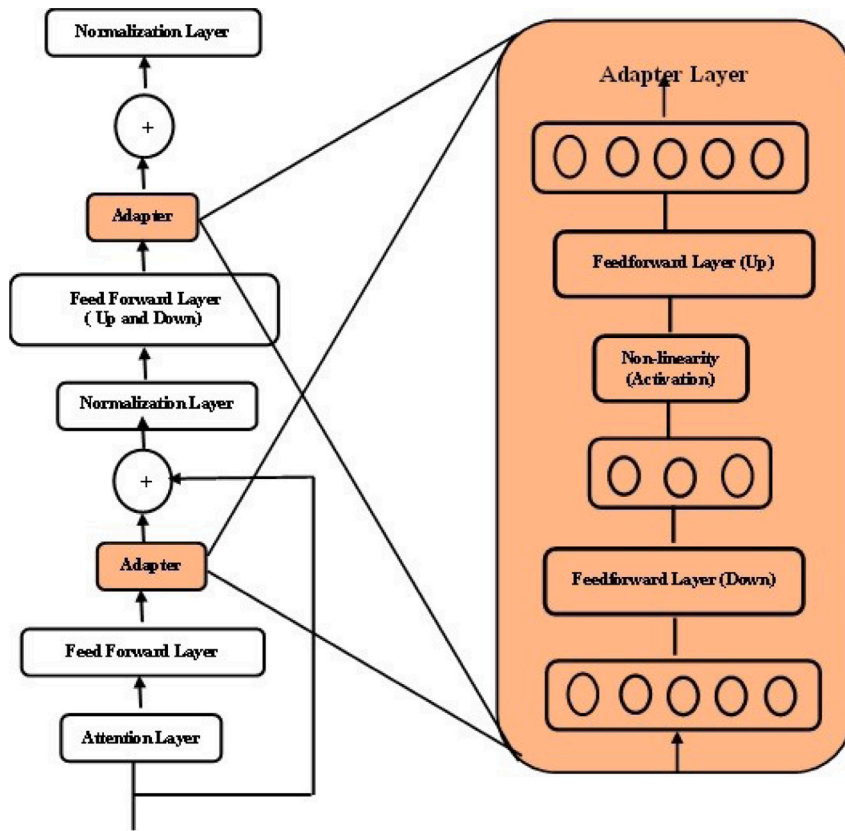 Normalization Layer
+
Adapter
Feed Forward Layer
( Up and Down)
Normalization Layer
+
Adapter
Feed Forward Layer
Attention Layer
Adapter Layer
Feedforward Layer (Up)
Non-linearity
(Activation)
Feedforward Layer (Down)